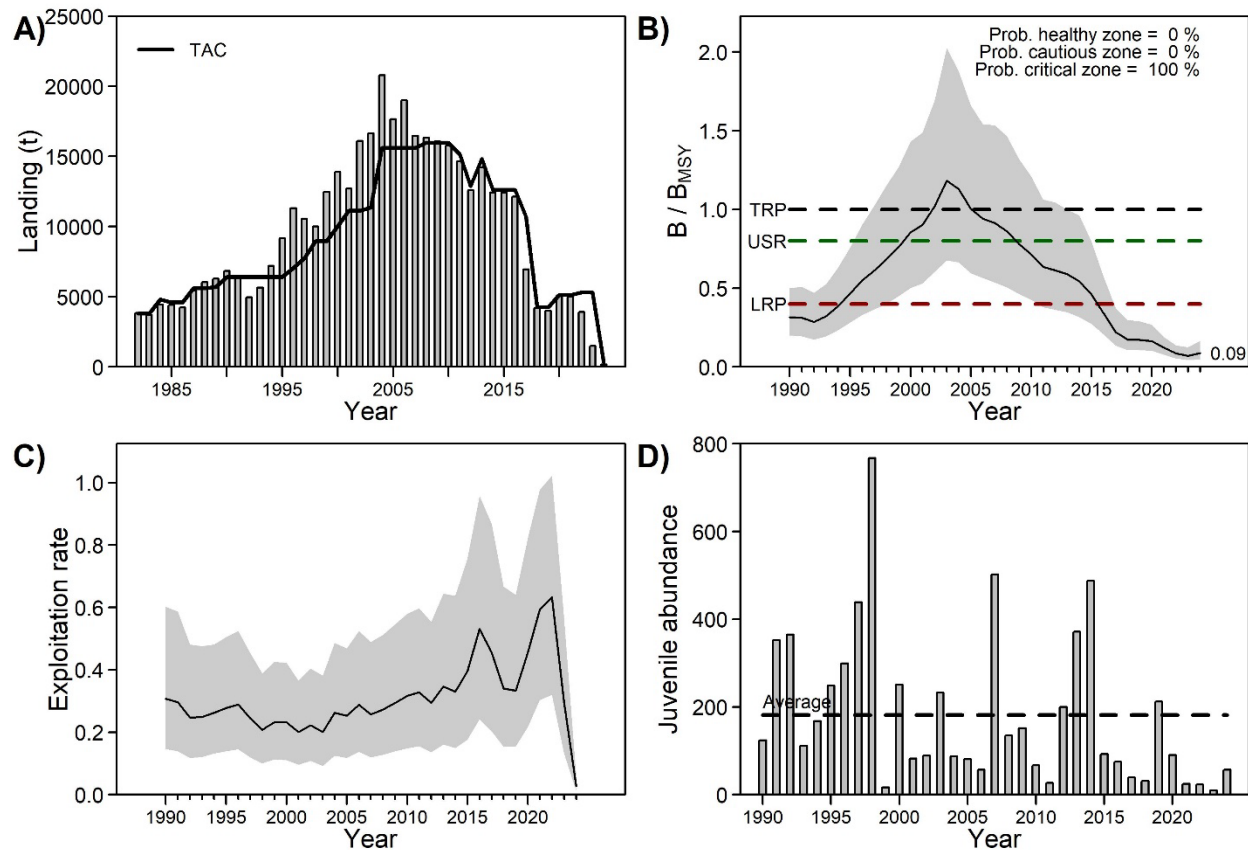 A)
25000
20000
15000
10000
5000
0
Landing (t)
TAC
1985
1995
2005
2015
Year
B)
Prob. healthy zone = 0 %
Prob. cautious zone = 0 %
Prob. critical zone = 100 %
2.0
1.5
1.0
0.5
0.0
B / BMSY
TRP
USR
LRP
0.09
1990
1995
2000
2005
2010
2015
2020
Year
C)
1.0
0.8
0.6
0.4
0.2
0.0
Exploitation rate
1990
1995
2000
2005
2010
2015
2020
Year
D)
800
600
400
200
0
Juvenile abundance
Average
1990
1995
2000
2005
2010
2015
2020
Year